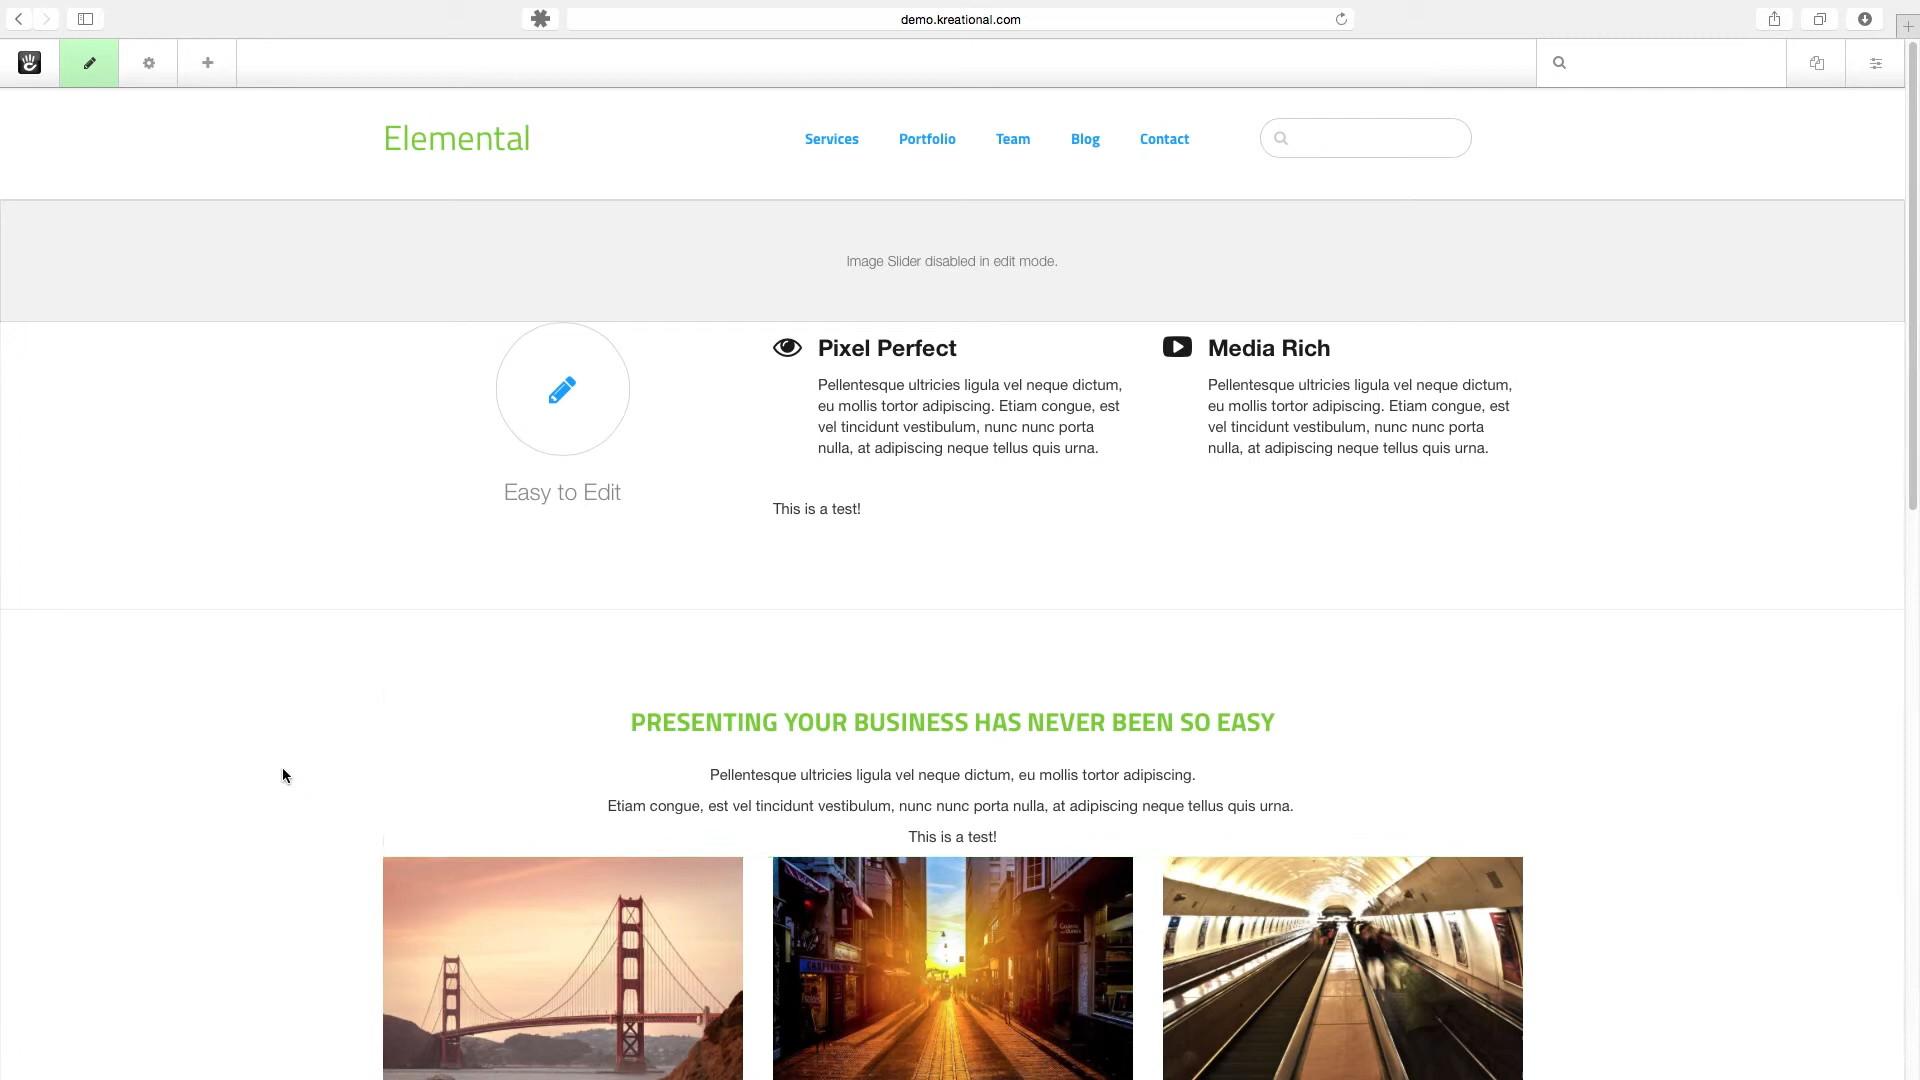 demo.kreational.com
Elemental
Services Portfolio Team Blog Contact
Image Slider disabled in edit mode.
Easy to Edit
Pixel Perfect
Pellentesque ultricies ligula vel neque dictum,
eu mollis tortor adipiscing. Etiam congue, est
vel tincidunt vestibulum, nunc nunc porta
nulla, at adipiscing neque tellus quis urna.
This is a test!
Media Rich
Pellentesque ultricies ligula vel neque dictum,
eu mollis tortor adipiscing. Etiam congue, est
vel tincidunt vestibulum, nunc nunc porta
nulla, at adipiscing neque tellus quis urna.
PRESENTING YOUR BUSINESS HAS NEVER BEEN SO EASY
Pellentesque ultricies ligula vel neque dictum, eu mollis tortor adipiscing.
Etiam congue, est vel tincidunt vestibulum, nunc nunc porta nulla, at adipiscing neque tellus quis urna.
This is a test!